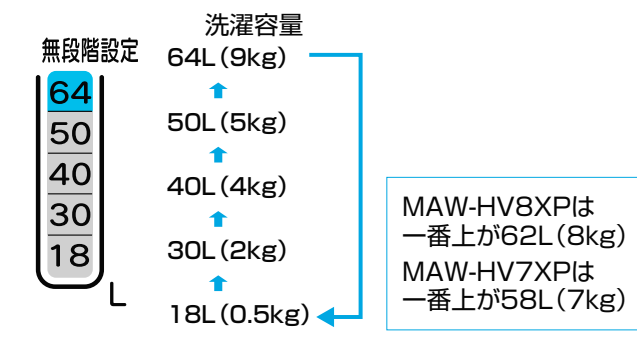 無段階設定
64
50
40
30
18
L
洗濯容量
64L(9kg)
50L(5kg)
40L(4kg)
30L(2kg)
18L(0.5kg)
MAW-HV8XPは
一番上が62L(8kg)
MAW-HV7XPは
一番上が58L(7kg)